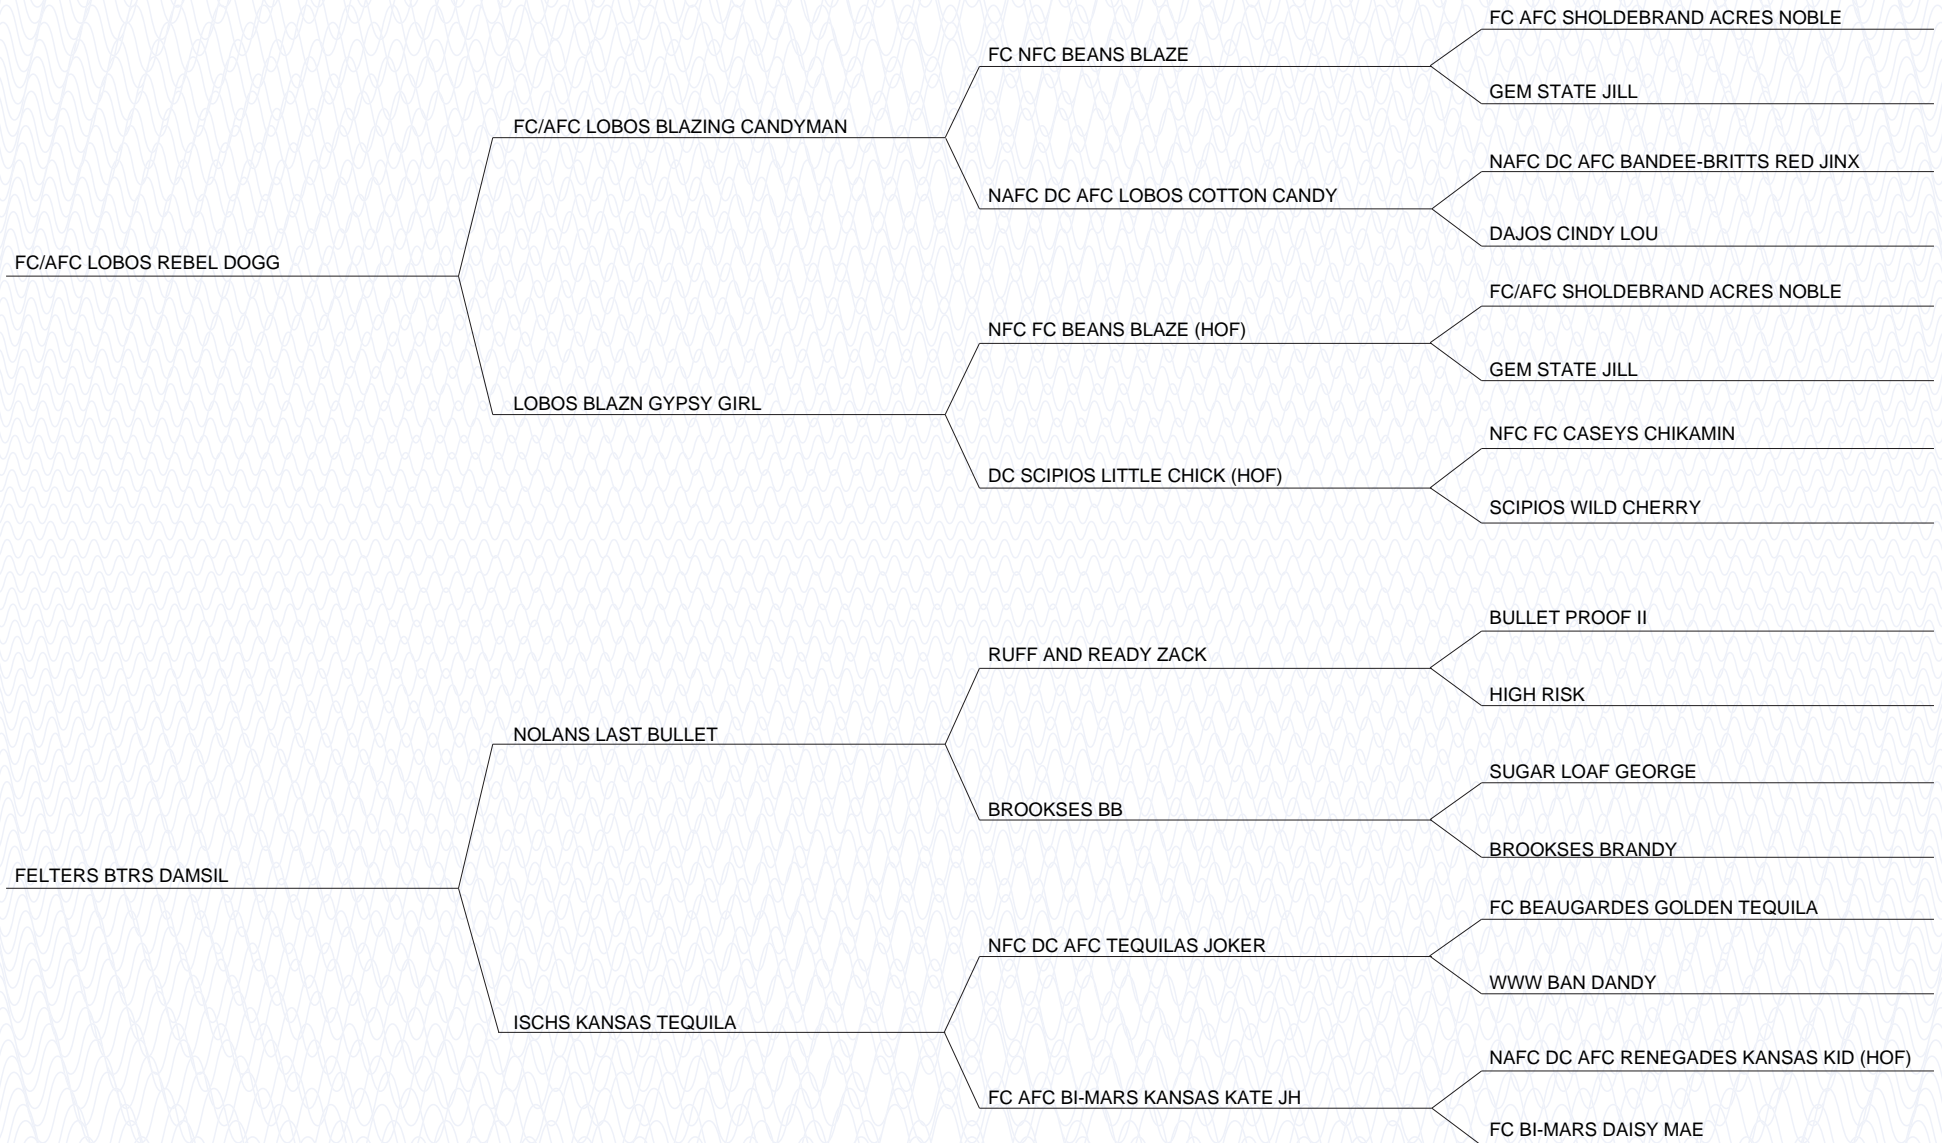 FC AFC SHOLDEBRAND ACRES NOBLE
FC NFC BEANS BLAZE
GEM STATE JILL
FC/AFC LOBOS BLAZING CANDYMAN
NAFC DC AFC BANDEE-BRITTS RED JINX
NAFC DC AFC LOBOS COTTON CANDY
DAJOS CINDY LOU
FC/AFC LOBOS REBEL DOGG
FC/AFC SHOLDEBRAND ACRES NOBLE
NFC FC BEANS BLAZE (HOF)
GEM STATE JILL
LOBOS BLAZN GYPSY GIRL
NFC FC CASEYS CHIKAMIN
DC SCIPIOS LITTLE CHICK (HOF)
SCIPIOS WILD CHERRY
BULLET PROOF II
RUFF AND READY ZACK
HIGH RISK
NOLANS LAST BULLET
SUGAR LOAF GEORGE
BROOKSES BB
BROOKSES BRANDY
FELTERS BTRS DAMSIL
FC BEAUGARDES GOLDEN TEQUILA
NFC DC AFC TEQUILAS JOKER
WWW BAN DANDY
ISCHS KANSAS TEQUILA
NAFC DC AFC RENEGADES KANSAS KID (HOF)
FC AFC BI-MARS KANSAS KATE JH
FC BI-MARS DAISY MAE